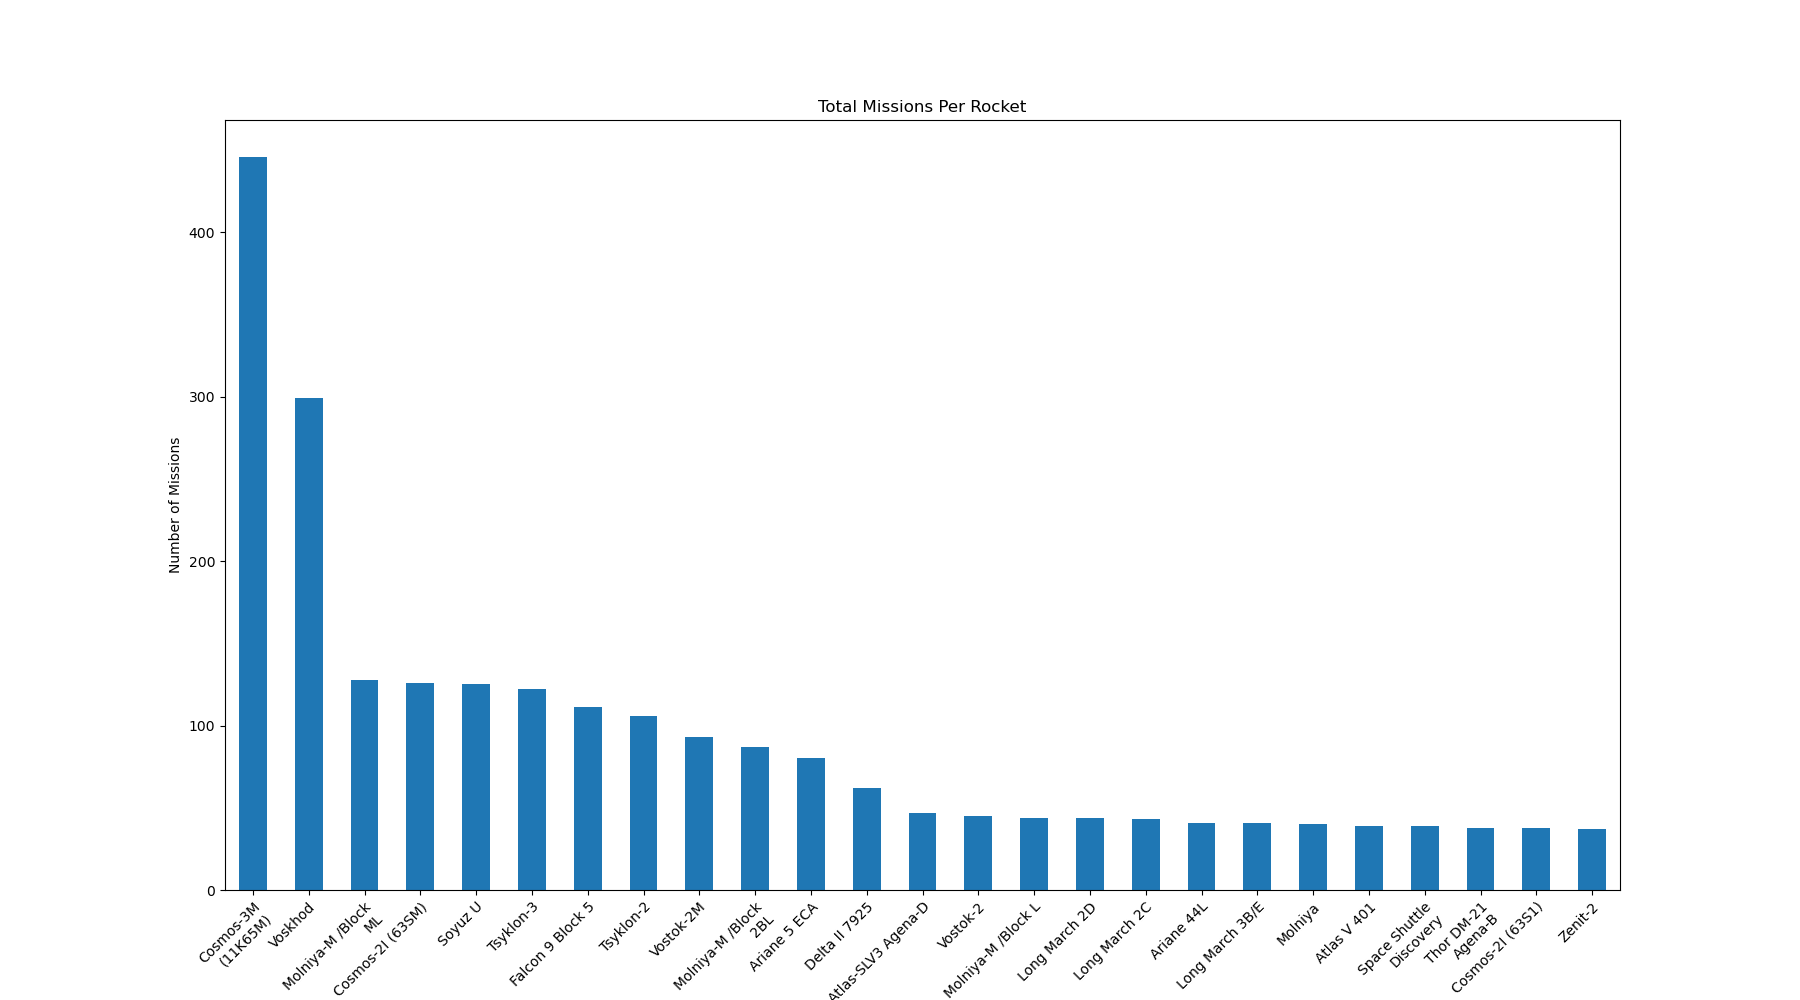 Total Missions Per Rocket
Number of Missions
400
300
200
100
0
Cosmos-3M
(11K65M)
Voskhod
Molniya-M /Block
ML
Cosmos-2I (63SM)
Soyuz U
Tsyklon-3
Falcon 9 Block 5
Tsyklon-2
Vostok-2M
Molniya-M /Block
2BL
Ariane 5 ECA
Delta II 7925
Atlas-SLV3 Agena-D
Vostok-2
Molniya-M /Block L
Long March 2D
Long March 2C
Ariane 44L
Long March 3B/E
Molniya
Atlas V 401
Space Shuttle
Discovery
Thor DM-21
Agena-B
Cosmos-2I (63S1)
Zenit-2